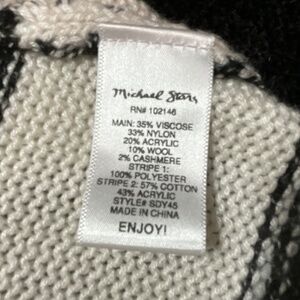 Michael Stars
RN# 102146
MAIN: 35% VISCOSE
33% NYLON
20% ACRYLIC
10% WOOL
2% CASHMERE
STRIPE 1:
100% POLYESTER
STRIPE 2: 57% COTTON
43% ACRYLIC
STYLE# SDY45
MADE IN CHINA
ENJOY!